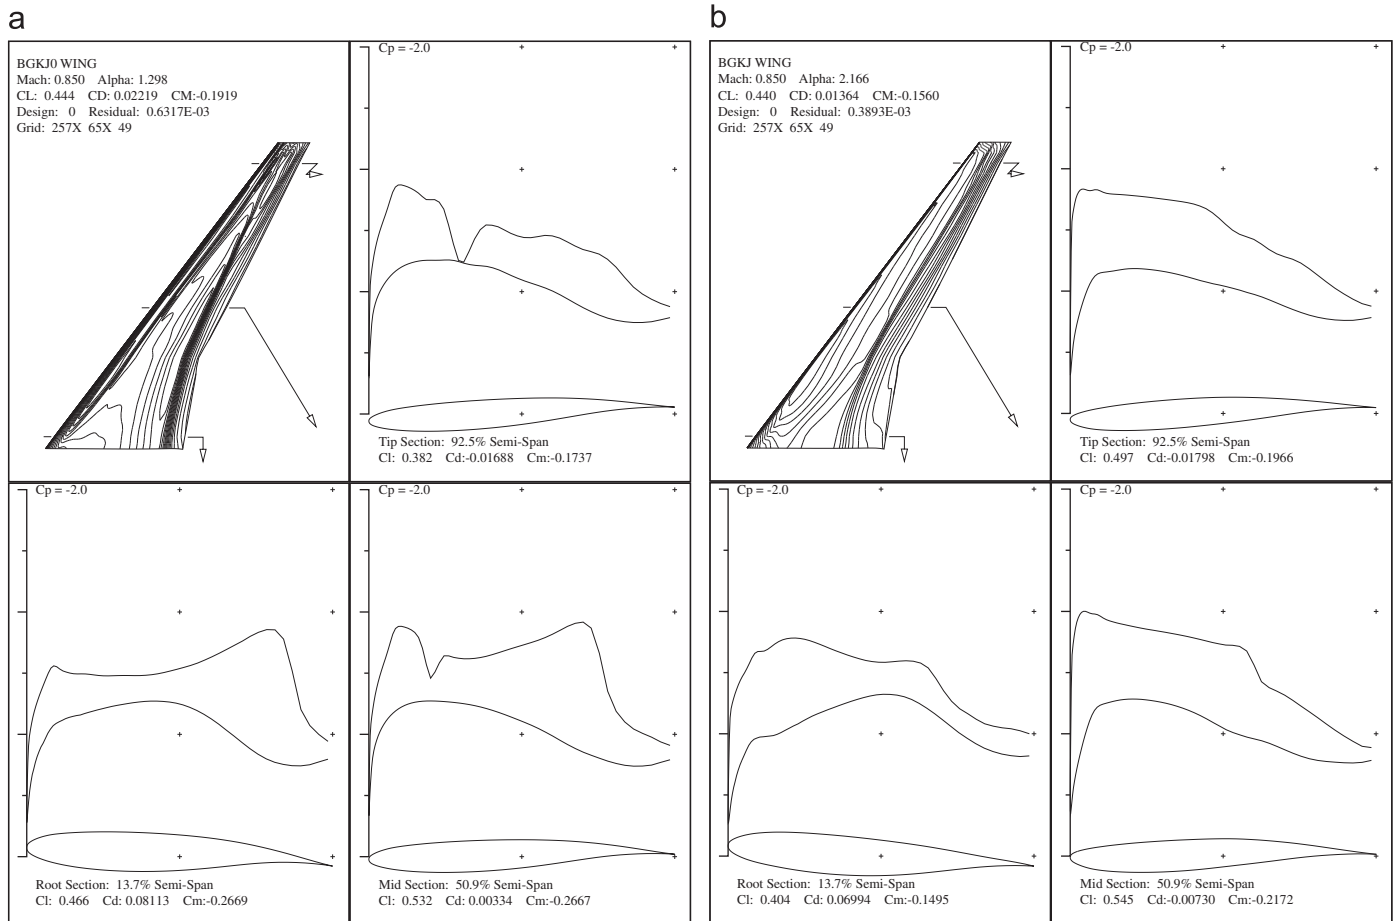 a
BGKJ0 WING
Mach: 0.850 Alpha: 1.298
CL: 0.444 CD: 0.02219 CM:-0.1919
Design: 0 Residual: 0.6317E-03
Grid: 257X 65X 49
Cp = -2.0
Tip Section: 92.5% Semi-Span
Cl: 0.382 Cd:-0.01688 Cm:-0.1737
Cp = -2.0
Root Section: 13.7% Semi-Span
Cl: 0.466 Cd: 0.08113 Cm:-0.2669
Cp = -2.0
Mid Section: 50.9% Semi-Span
Cl: 0.532 Cd: 0.00334 Cm:-0.2667
b
BGKJ WING
Mach: 0.850 Alpha: 2.166
CL: 0.440 CD: 0.01364 CM:-0.1560
Design: 0 Residual: 0.3893E-03
Grid: 257X 65X 49
Cp = -2.0
Tip Section: 92.5% Semi-Span
Cl: 0.497 Cd:-0.01798 Cm:-0.1966
Cp = -2.0
Root Section: 13.7% Semi-Span
Cl: 0.404 Cd: 0.06994 Cm:-0.1495
Cp = -2.0
Mid Section: 50.9% Semi-Span
Cl: 0.545 Cd:-0.00730 Cm:-0.2172